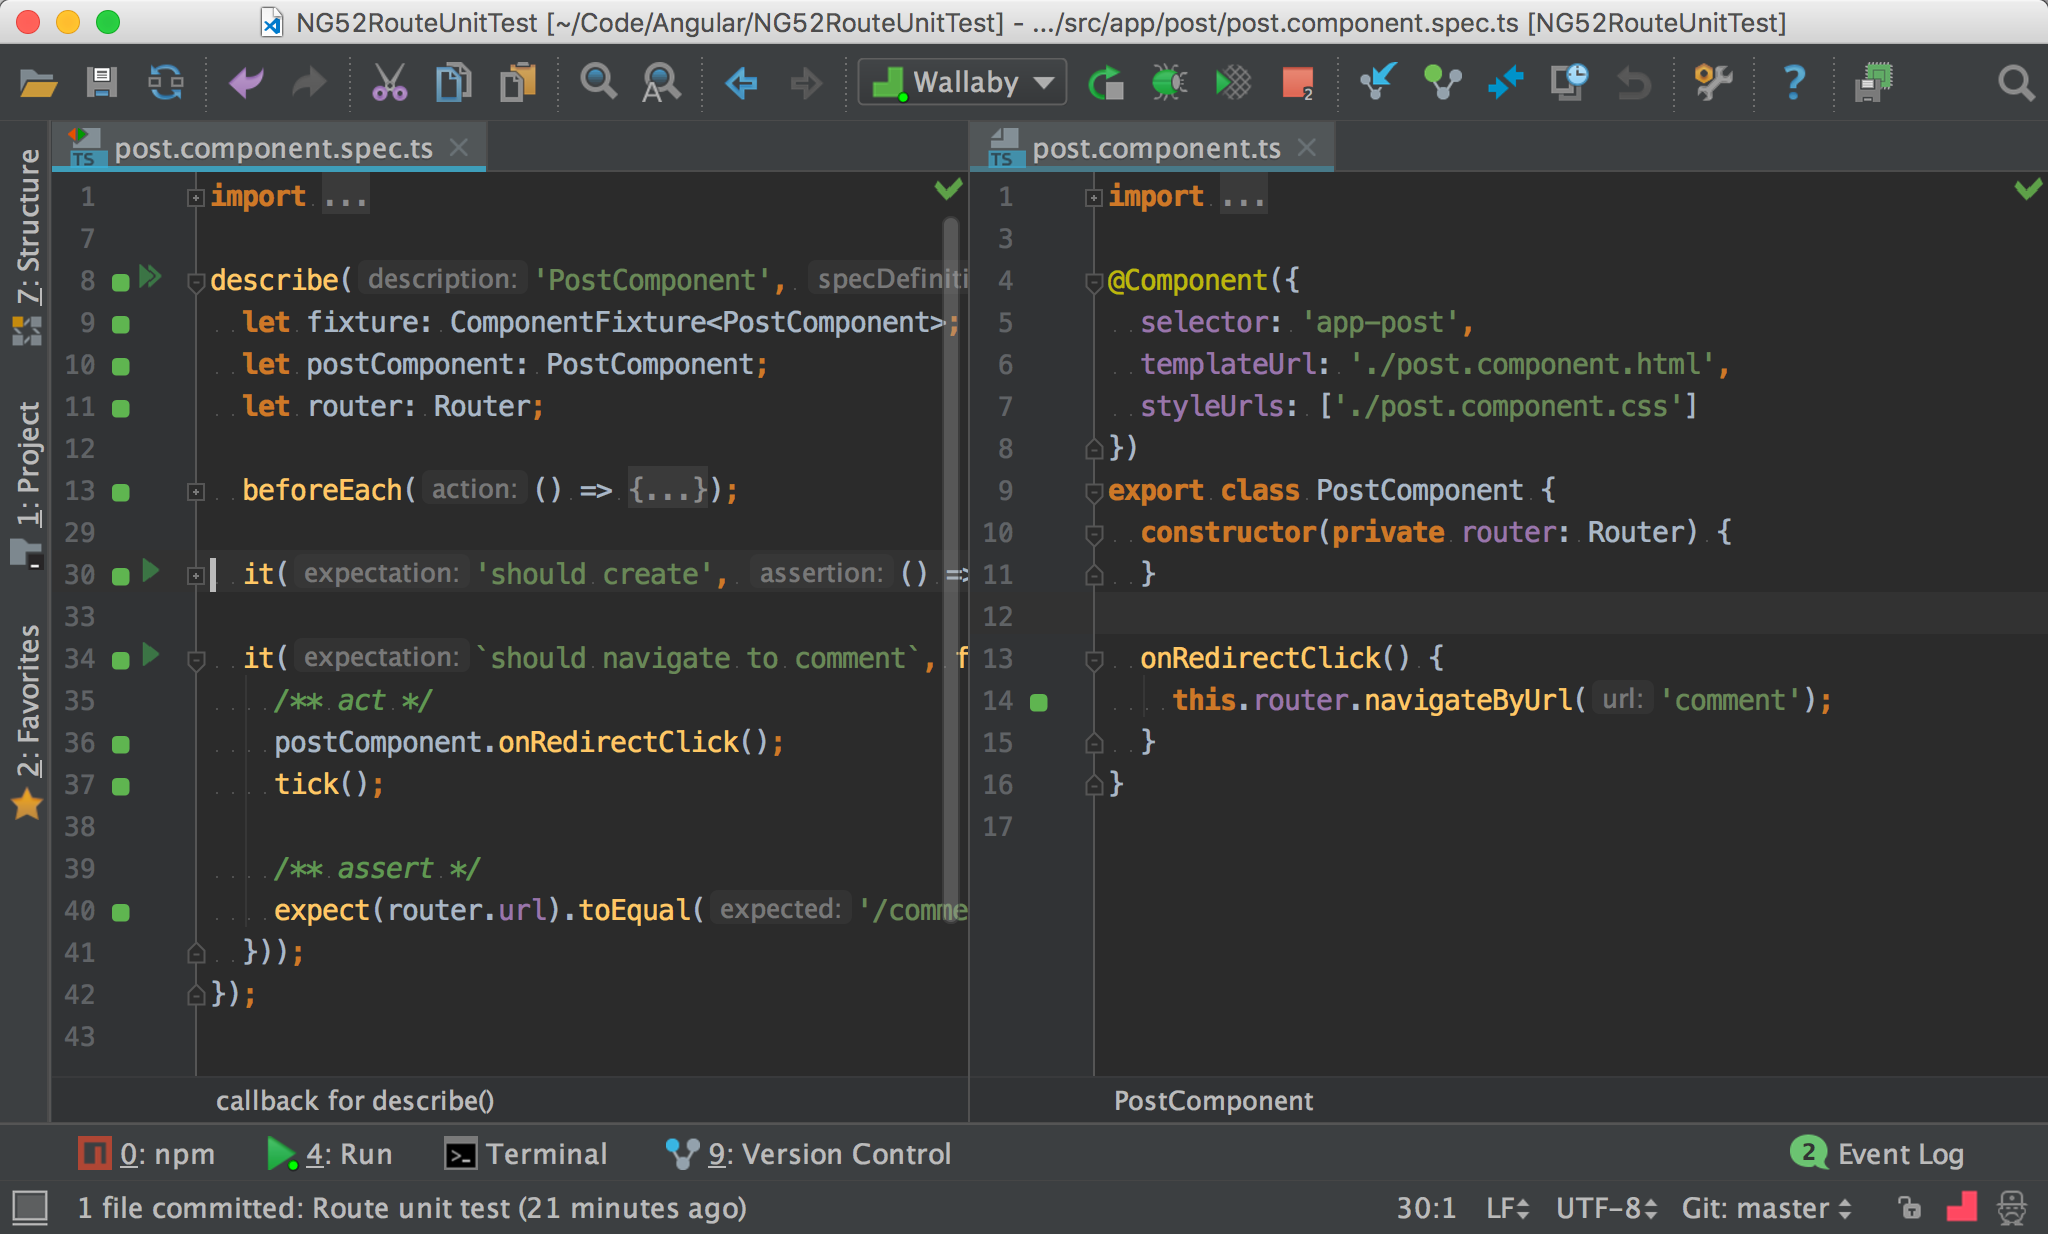 NG52RouteUnitTest [~/Code/Angular/NG52RouteUnitTest] - .../src/app/post/post.component.spec.ts [NG52RouteUnitTest]
Wallaby
2
?
7: Structure
1: Project
2: Favorites
TS post.component.spec.ts
1 import ...
7
8 describe( description: 'PostComponent', specDefiniti
9 let fixture: ComponentFixture<PostComponent>;
10 let postComponent: PostComponent;
11 let router: Router;
12
13 beforeEach( action: () => {...});
29
30 it( expectation: 'should create', assertion: () =>
33
34 it( expectation: `should navigate to comment`, f
35 /** act */
36 postComponent.onRedirectClick();
37 tick();
38
39 /** assert */
40 expect(router.url).toEqual( expected: '/comme
41 }));
42 });
43
callback for describe()
TS post.component.ts
1 import ...
3
4 @Component({
5 selector: 'app-post',
6 templateUrl: './post.component.html',
7 styleUrls: ['./post.component.css']
8 })
9 export class PostComponent {
10 constructor(private router: Router) {
11 }
12
13 onRedirectClick() {
14 this.router.navigateByUrl( url: 'comment');
15 }
16 }
17
PostComponent
0: npm 4: Run Terminal 9: Version Control 2 Event Log
1 file committed: Route unit test (21 minutes ago) 30:1 LF UTF-8 Git: master